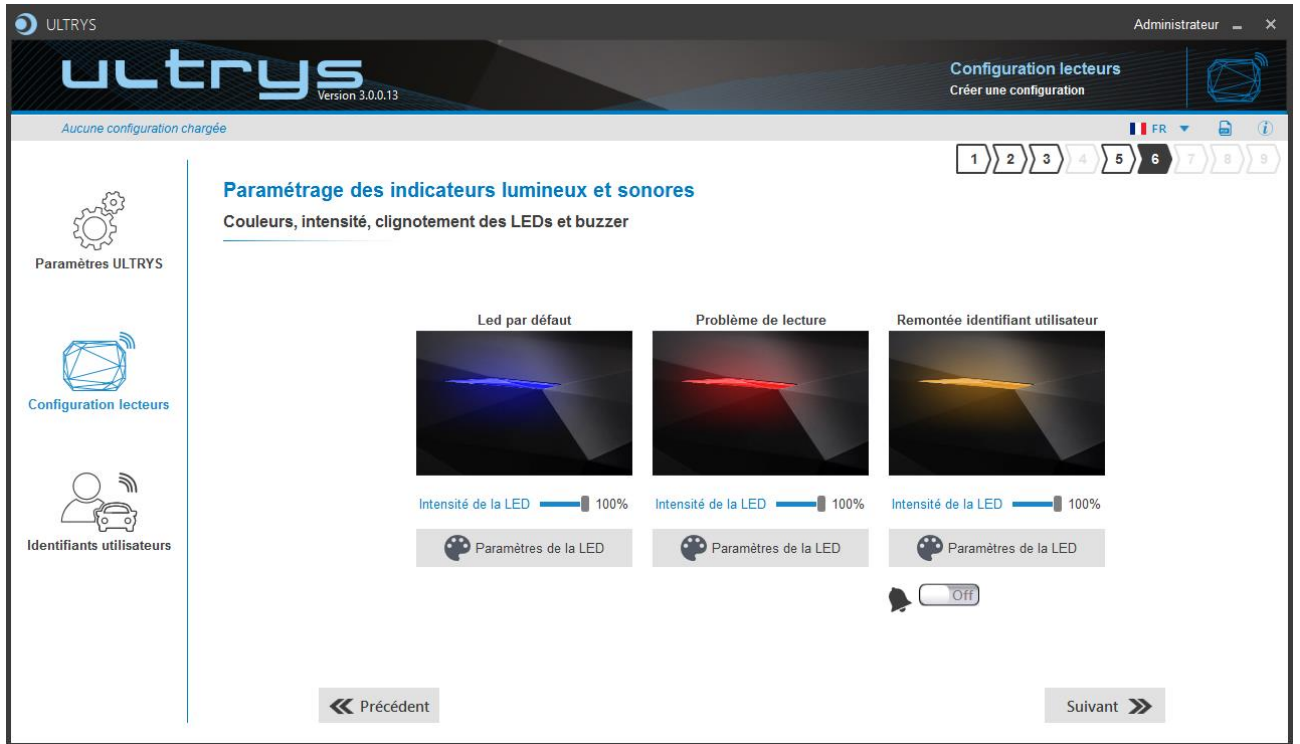 ULTRYS
Administrateur
ultrys
Version 3.0.0.13
Configuration lecteurs
Créer une configuration
Aucune configuration chargée
FR
1 2 3 4 5 6 7 8 9
Paramétrage des indicateurs lumineux et sonores
Couleurs, intensité, clignotement des LEDs et buzzer
Paramètres ULTRYS
Configuration lecteurs
Identifiants utilisateurs
Led par défaut
Problème de lecture
Remontée identifiant utilisateur
Intensité de la LED 100%
Intensité de la LED 100%
Intensité de la LED 100%
Paramètres de la LED
Paramètres de la LED
Paramètres de la LED
Off
Précédent
Suivant